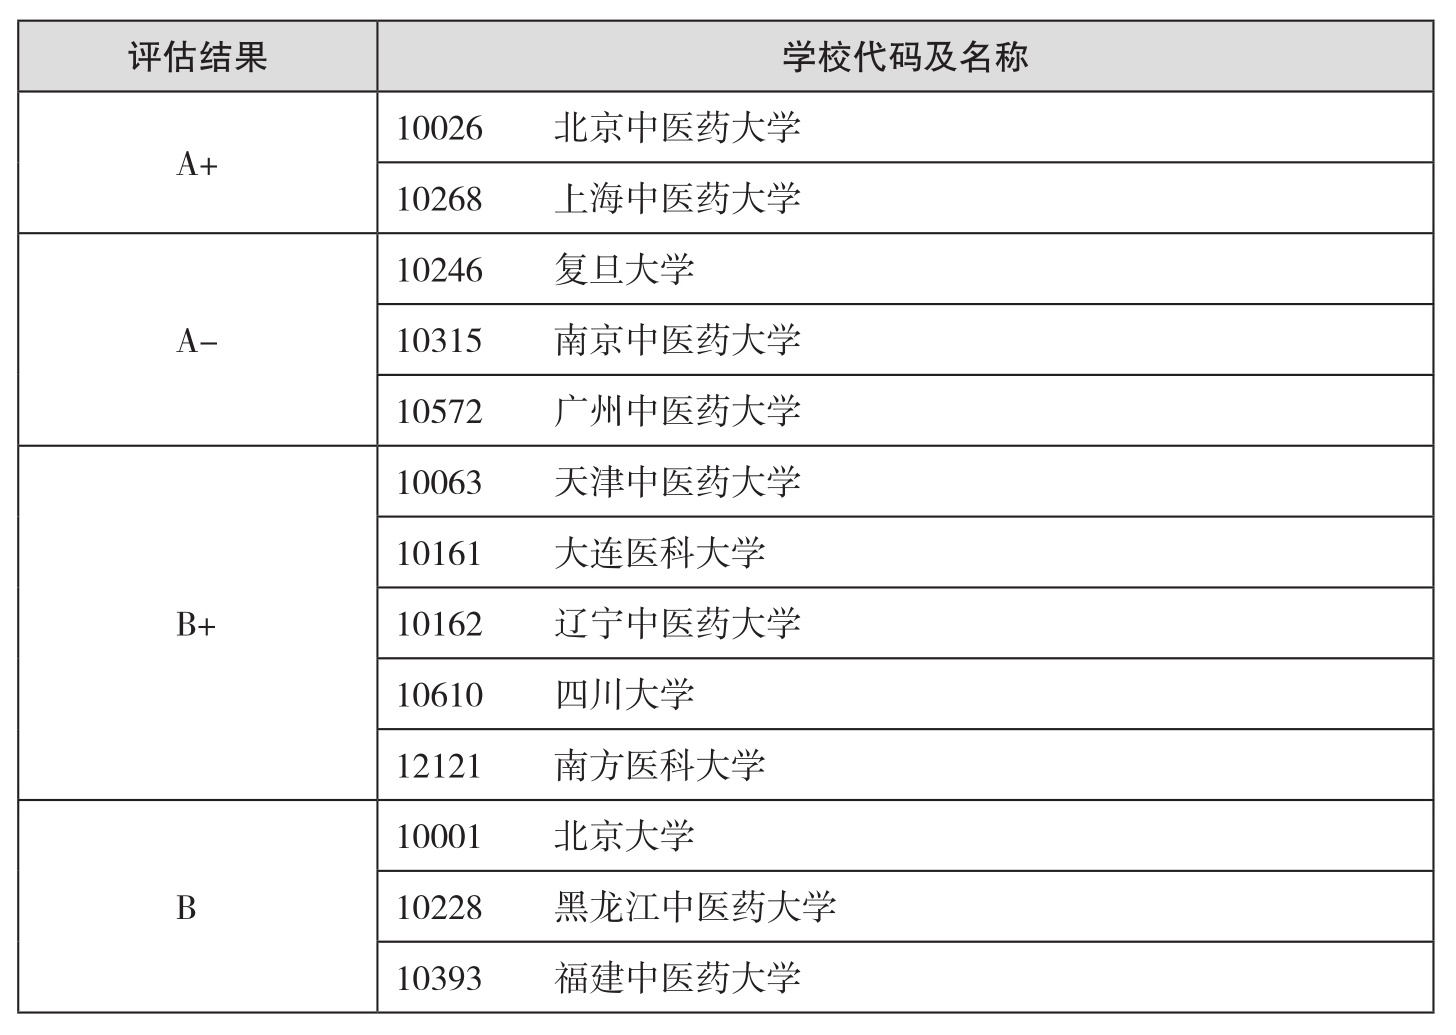 评估结果 学校代码及名称
A+
10026 北京中医药大学
10268 上海中医药大学
A-
10246 复旦大学
10315 南京中医药大学
10572 广州中医药大学
B+
10063 天津中医药大学
10161 大连医科大学
10162 辽宁中医药大学
10610 四川大学
12121 南方医科大学
B
10001 北京大学
10228 黑龙江中医药大学
10393 福建中医药大学